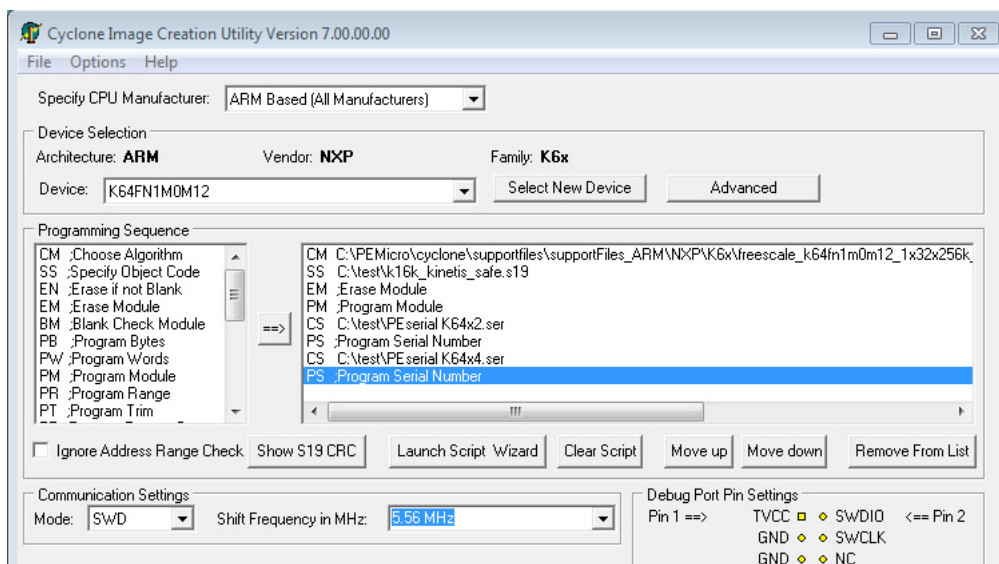 Cyclone Image Creation Utility Version 7.00.00.00
File Options Help
Specify CPU Manufacturer: ARM Based (All Manufacturers)
Device Selection
Architecture: ARM Vendor: NXP Family: K6x
Device: K64FN1M0M12 Select New Device Advanced
Programming Sequence
CM ;Choose Algorithm
SS ;Specify Object Code
EN ;Erase if not Blank
EM ;Erase Module
BM ;Blank Check Module
PB ;Program Bytes
PW ;Program Words
PM ;Program Module
PR ;Program Range
PT ;Program Trim
==>
CM C:\PEMicro\cyclone\supportfiles\supportFiles_ARM\NXP\K6x\freescale_k64fn1m0m12_1x32x256k_
SS C:\test\k16k_kinetis_safe.s19
EM ;Erase Module
PM ;Program Module
CS C:\test\PEserial K64x2.ser
PS ;Program Serial Number
CS C:\test\PEserial K64x4.ser
PS ;Program Serial Number
Ignore Address Range Check Show S19 CRC Launch Script Wizard Clear Script Move up Move down Remove From List
Communication Settings
Mode: SWD Shift Frequency in MHz: 5.56 MHz
Debug Port Pin Settings
Pin 1 ==> TVCC SWDIO <== Pin 2
GND SWCLK
GND NC